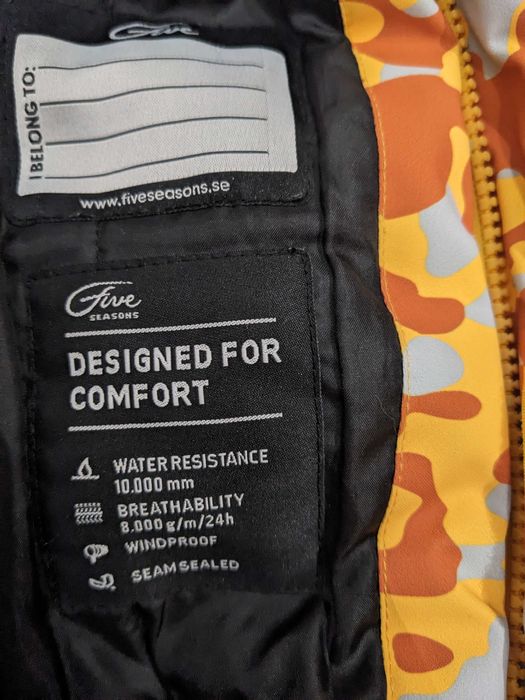 Five
I BELONG TO:
www.fiveseasons.se
Five
SEASONS
DESIGNED FOR
COMFORT
WATER RESISTANCE
10.000 mm
BREATHABILITY
8.000 g/m/24h
WINDPROOF
SEAM SEALED